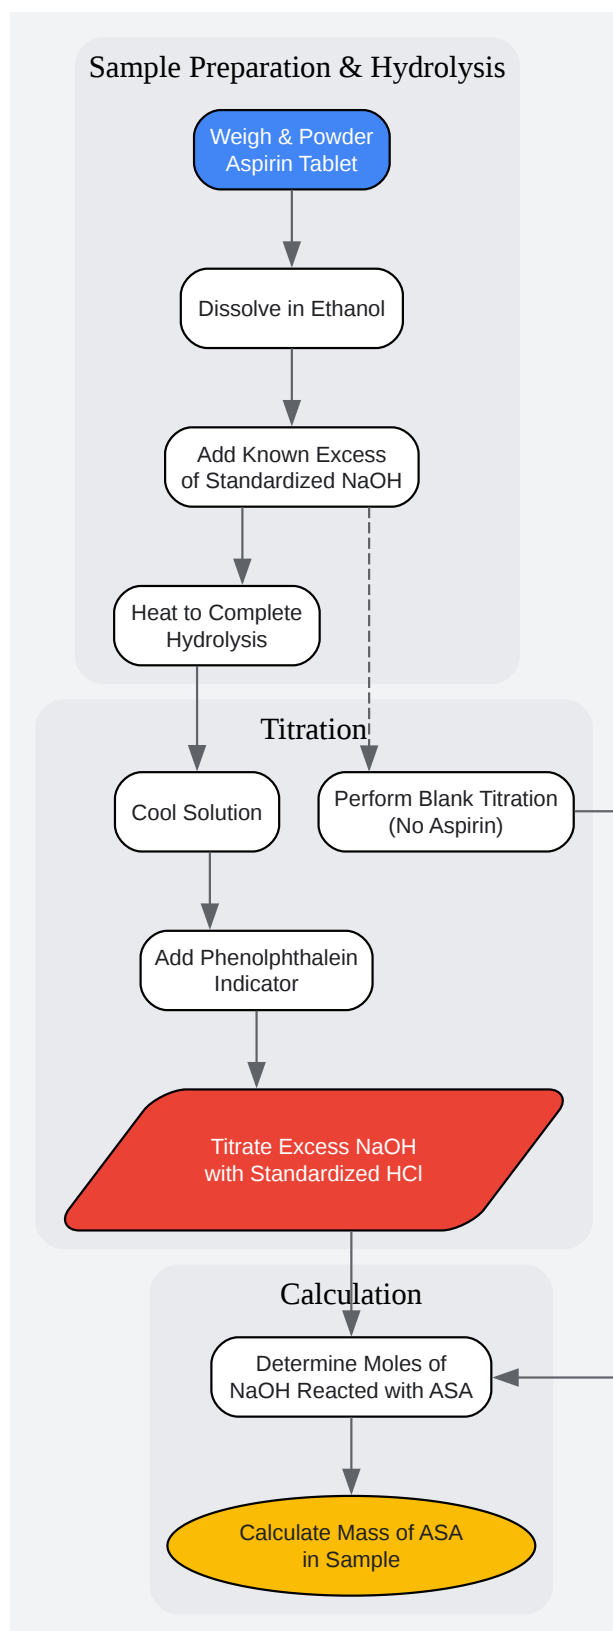 Sample Preparation & Hydrolysis
Weigh & Powder
Aspirin Tablet
Dissolve in Ethanol
Add Known Excess
of Standardized NaOH
Heat to Complete
Hydrolysis
Titration
Cool Solution
Perform Blank Titration
(No Aspirin)
Add Phenolphthalein
Indicator
Titrate Excess NaOH
with Standardized HCl
Calculation
Determine Moles of
NaOH Reacted with ASA
Calculate Mass of ASA
in Sample